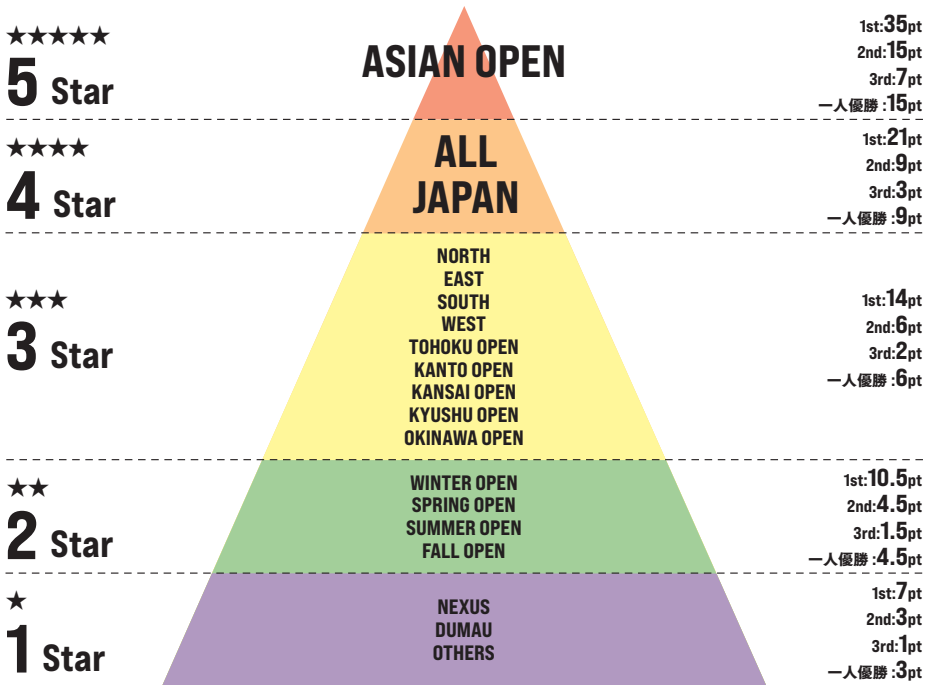 ★★★★★
5 Star
ASIAN OPEN
1st:35pt
2nd:15pt
3rd:7pt
一人優勝:15pt
★★★★
4 Star
ALL
JAPAN
1st:21pt
2nd:9pt
3rd:3pt
一人優勝:9pt
★★★
3 Star
NORTH
EAST
SOUTH
WEST
TOHOKU OPEN
KANTO OPEN
KANSAI OPEN
KYUSHU OPEN
OKINAWA OPEN
1st:14pt
2nd:6pt
3rd:2pt
一人優勝:6pt
★★
2 Star
WINTER OPEN
SPRING OPEN
SUMMER OPEN
FALL OPEN
1st:10.5pt
2nd:4.5pt
3rd:1.5pt
一人優勝:4.5pt
★
1 Star
NEXUS
DUMAU
OTHERS
1st:7pt
2nd:3pt
3rd:1pt
一人優勝:3pt